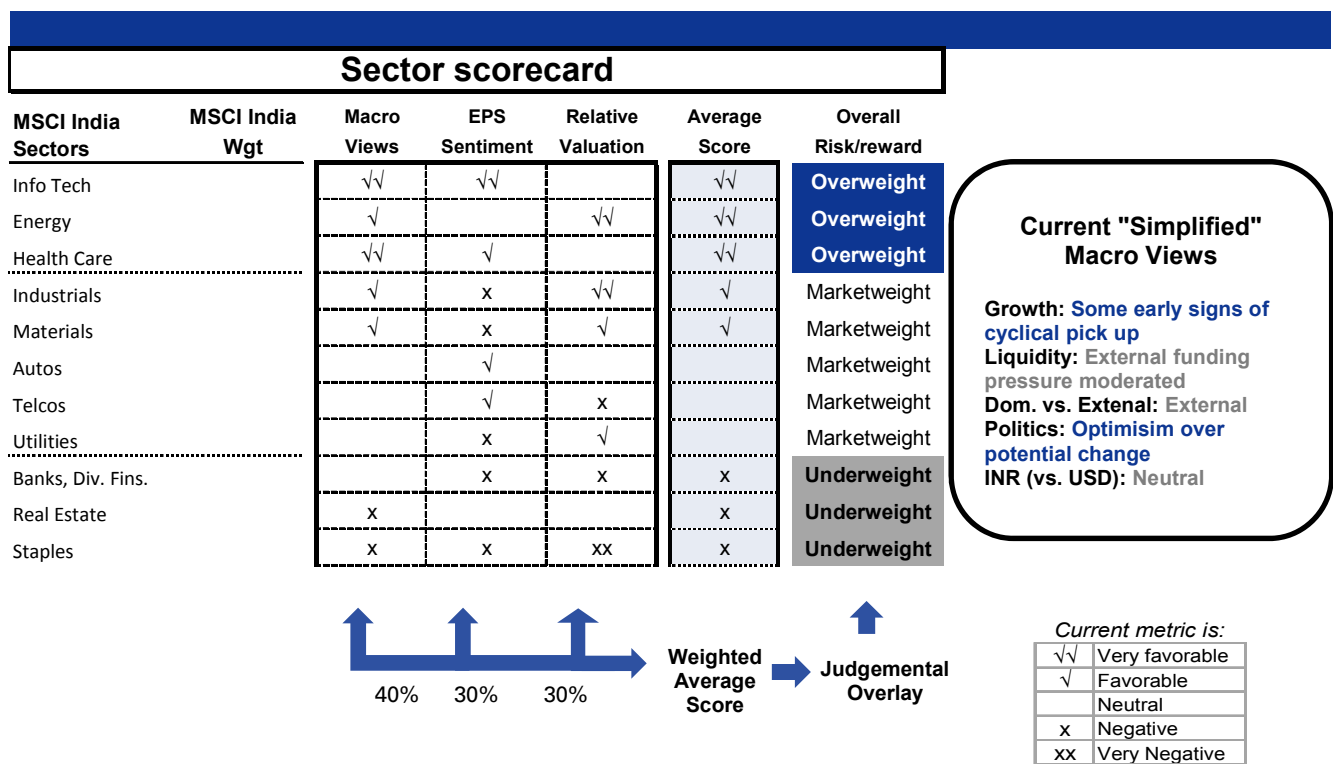 Sector scorecard
MSCI India Sectors MSCI India Wgt Macro Views EPS Sentiment Relative Valuation Average Score Overall Risk/reward
Info Tech √√ √√ √√ Overweight
Energy √ √√ √√ Overweight
Health Care √√ √ √√ Overweight
Industrials √ x √√ √ Marketweight
Materials √ x √ √ Marketweight
Autos √ Marketweight
Telcos √ x Marketweight
Utilities x √ Marketweight
Banks, Div. Fins. x x x Underweight
Real Estate x x Underweight
Staples x x xx x Underweight
40% 30% 30%
Weighted
Average
Score
Judgemental
Overlay
Current "Simplified"
Macro Views
Growth: Some early signs of
cyclical pick up
Liquidity: External funding
pressure moderated
Dom. vs. Extenal: External
Politics: Optimisim over
potential change
INR (vs. USD): Neutral
Current metric is:
√√ Very favorable
√ Favorable
Neutral
x Negative
xx Very Negative